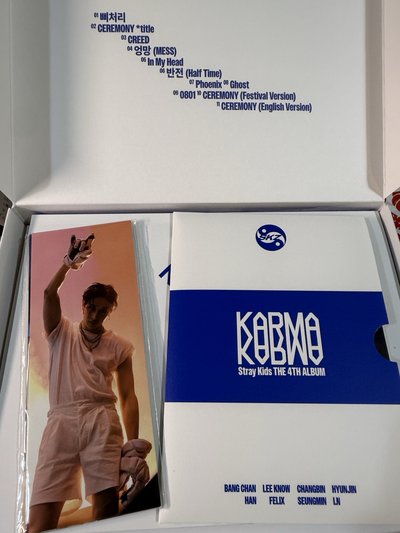 01 삐처리
02 CEREMONY *title
03 CREED
04 엉망 (MESS)
05 In My Head
06 반전 (Half Time)
07 Phoenix 08 Ghost
09 0801 10 CEREMONY (Festival Version)
11 CEREMONY (English Version)
SKZ
KARMA
Stray Kids THE 4TH ALBUM
BANG CHAN LEE KNOW CHANGBIN HYUNJIN
HAN FELIX SEUNGMIN I.N